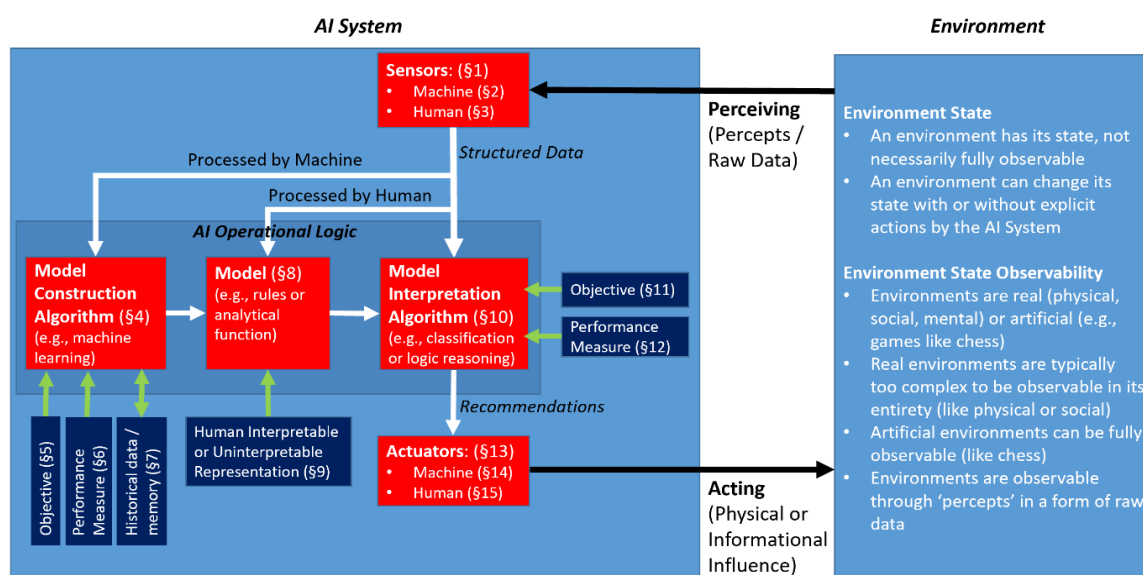 AI System
Environment
Sensors: (§1)
• Machine (§2)
• Human (§3)
Perceiving
(Percepts /
Raw Data)
Structured Data
Processed by Machine
Processed by Human
AI Operational Logic
Model
Construction
Algorithm (§4)
(e.g., machine
learning)
Model (§8)
(e.g., rules or
analytical
function)
Model
Interpretation
Algorithm (§10)
(e.g., classification
or logic reasoning)
Objective (§11)
Performance
Measure (§12)
Objective (§5)
Performance
Measure (§6)
Historical data /
memory (§7)
Human Interpretable
or Uninterpretable
Representation (§9)
Recommendations
Actuators: (§13)
• Machine (§14)
• Human (§15)
Acting
(Physical or
Informational
Influence)
Environment State
• An environment has its state, not
necessarily fully observable
• An environment can change its
state with or without explicit
actions by the AI System
Environment State Observability
• Environments are real (physical,
social, mental) or artificial (e.g.,
games like chess)
• Real environments are typically
too complex to be observable in its
entirety (like physical or social)
• Artificial environments can be fully
observable (like chess)
• Environments are observable
through ‘percepts’ in a form of raw
data